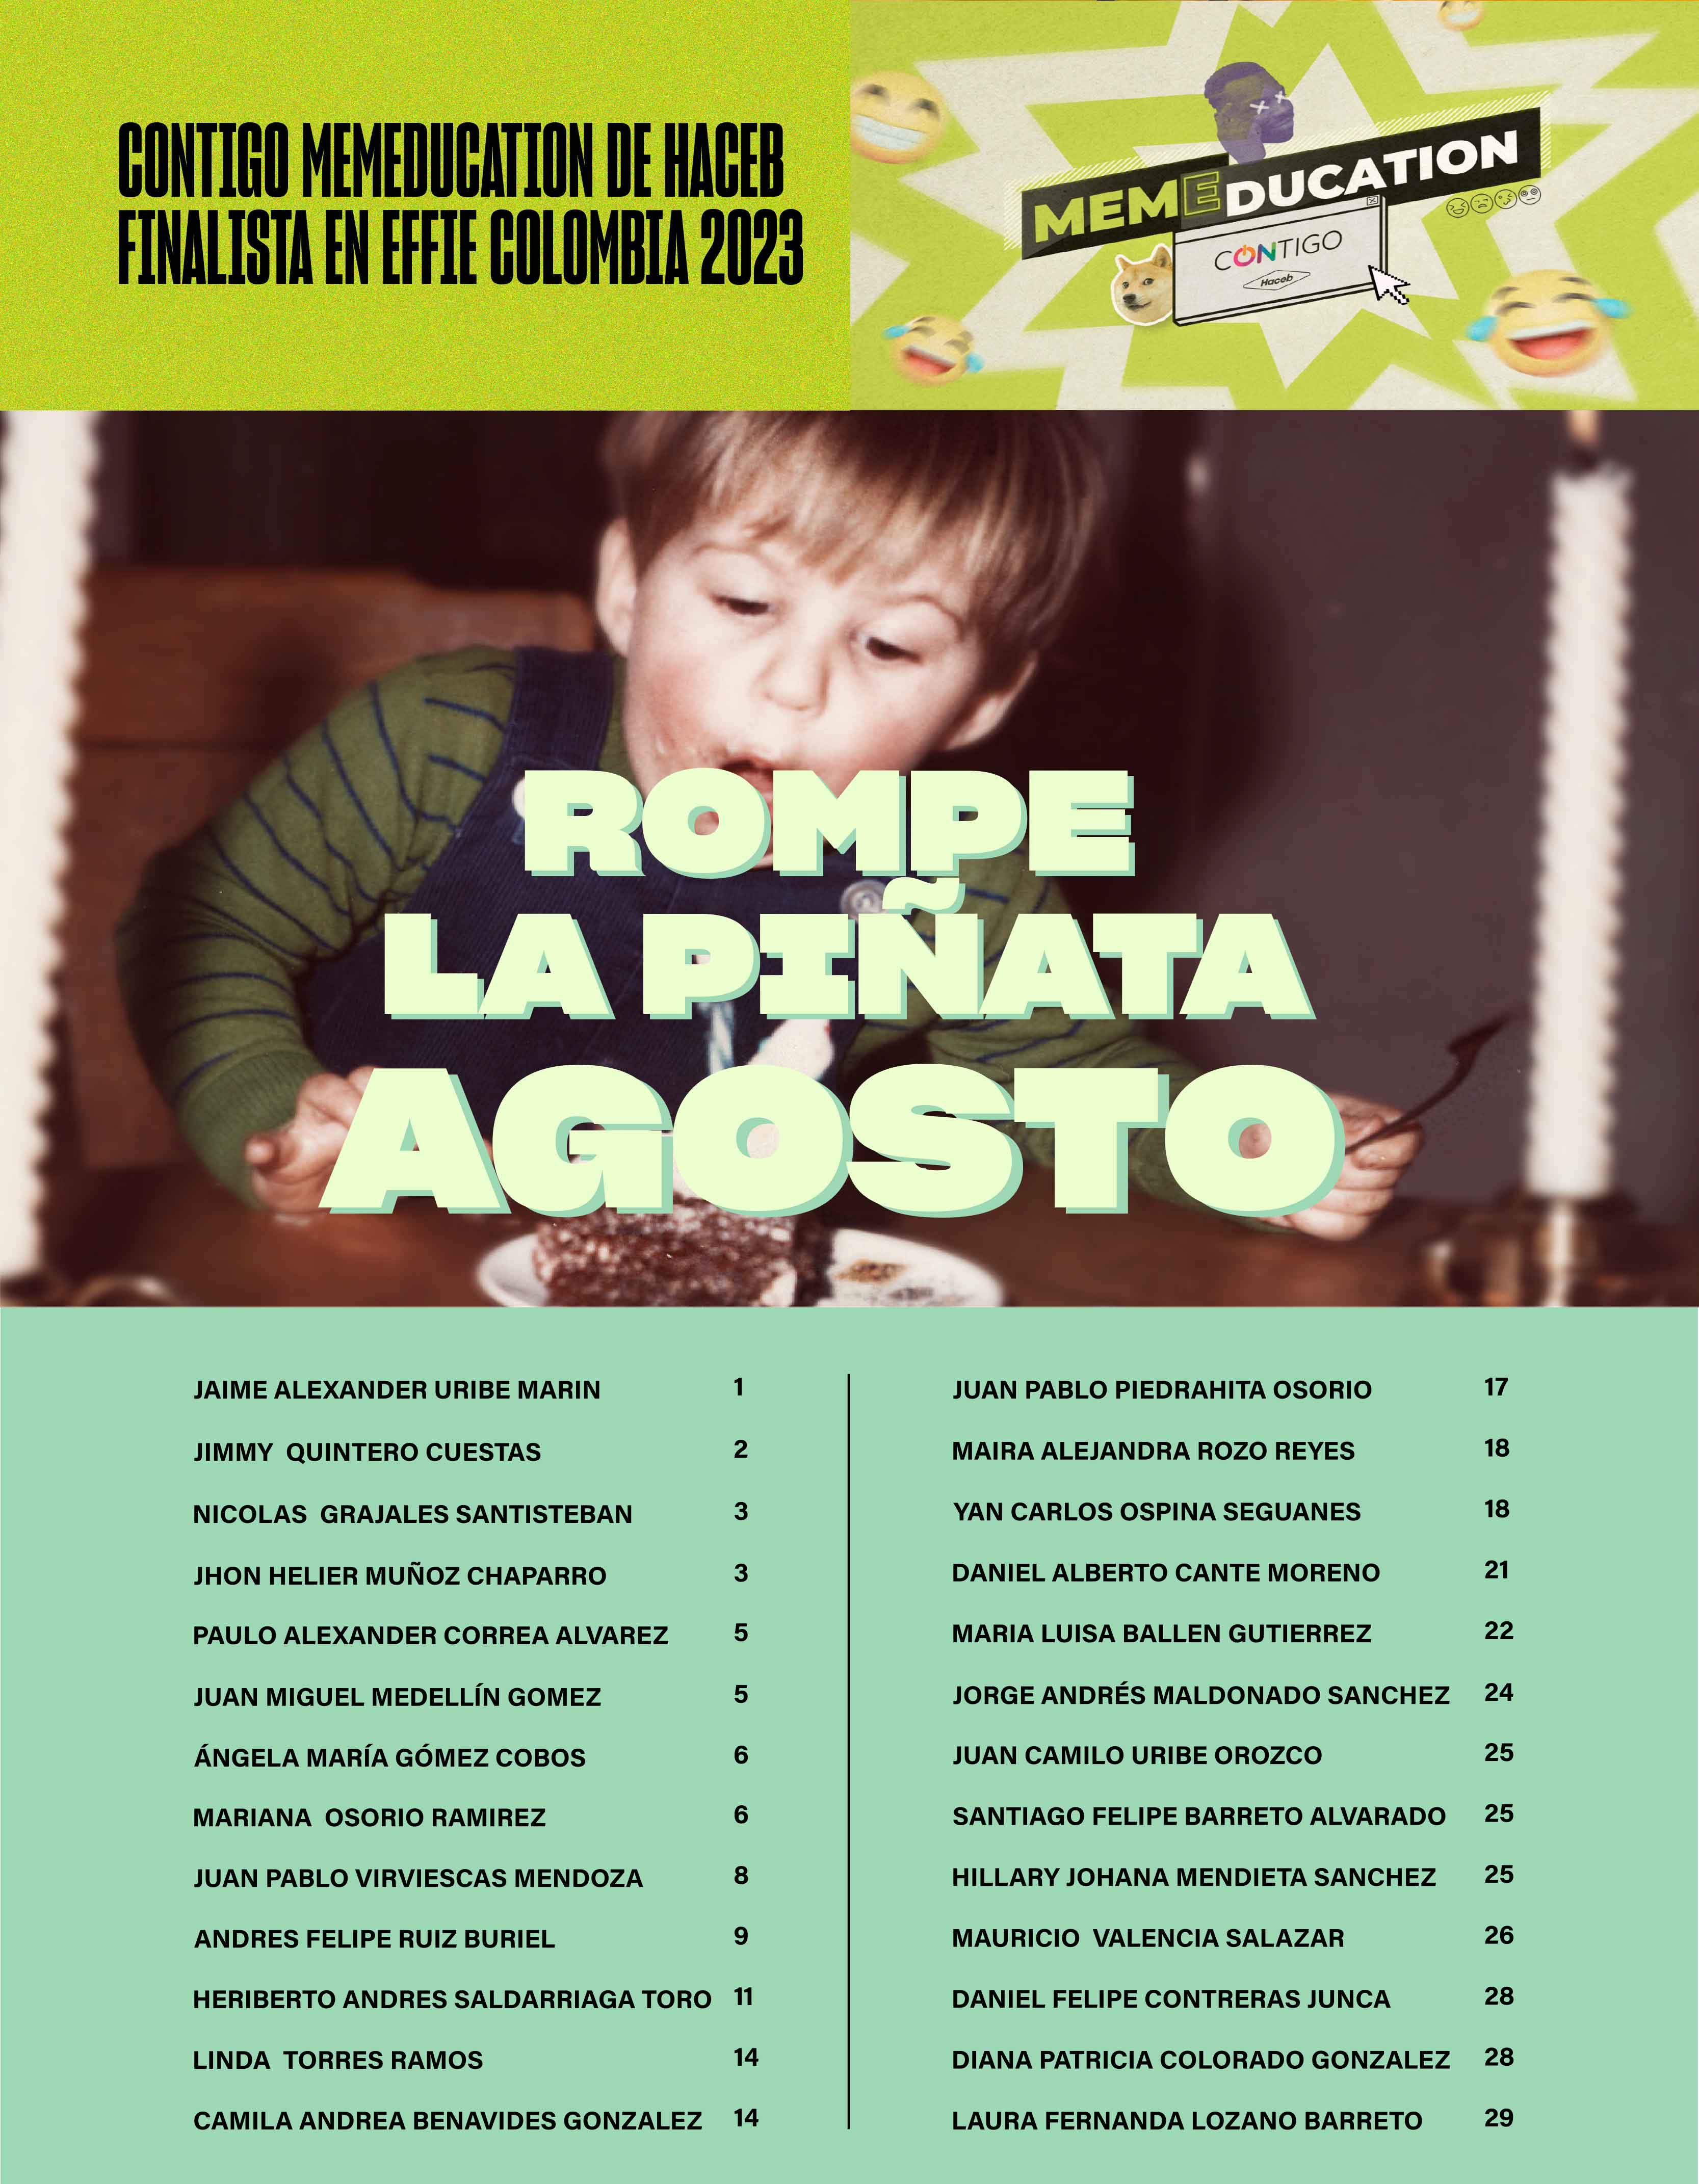 CONTIGO MEMEDUCATION DE HACEB
FINALISTA EN EFFIE COLOMBIA 2023
MEMEDUCATION
CONTIGO
Haceb
ROMPE
LA PIÑATA
AGOSTO
JAIME ALEXANDER URIBE MARIN 1
JIMMY QUINTERO CUESTAS 2
NICOLAS GRAJALES SANTISTEBAN 3
JHON HELIER MUÑOZ CHAPARRO 3
PAULO ALEXANDER CORREA ALVAREZ 5
JUAN MIGUEL MEDELLÍN GOMEZ 5
ÁNGELA MARÍA GÓMEZ COBOS 6
MARIANA OSORIO RAMIREZ 6
JUAN PABLO VIRVIESCAS MENDOZA 8
ANDRES FELIPE RUIZ BURIEL 9
HERIBERTO ANDRES SALDARRIAGA TORO 11
LINDA TORRES RAMOS 14
CAMILA ANDREA BENAVIDES GONZALEZ 14
JUAN PABLO PIEDRAHITA OSORIO 17
MAIRA ALEJANDRA ROZO REYES 18
YAN CARLOS OSPINA SEGUANES 18
DANIEL ALBERTO CANTE MORENO 21
MARIA LUISA BALLEN GUTIERREZ 22
JORGE ANDRÉS MALDONADO SANCHEZ 24
JUAN CAMILO URIBE OROZCO 25
SANTIAGO FELIPE BARRETO ALVARADO 25
HILLARY JOHANA MENDIETA SANCHEZ 25
MAURICIO VALENCIA SALAZAR 26
DANIEL FELIPE CONTRERAS JUNCA 28
DIANA PATRICIA COLORADO GONZALEZ 28
LAURA FERNANDA LOZANO BARRETO 29